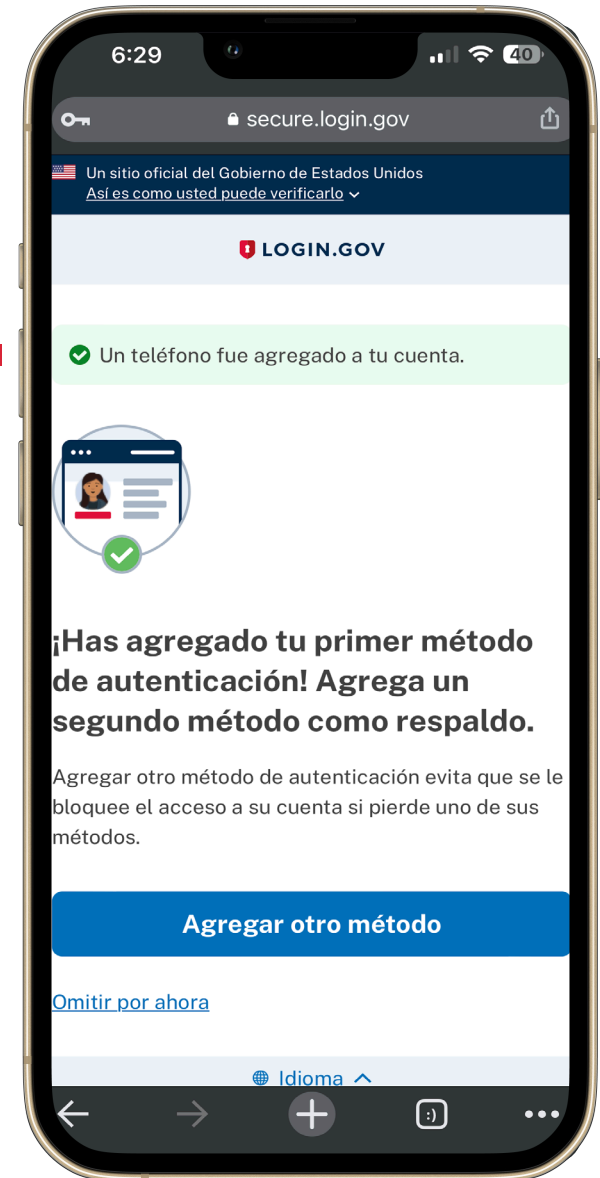 6:29
40
secure.login.gov
Un sitio oficial del Gobierno de Estados Unidos
Así es como usted puede verificarlo
LOGIN.GOV
Un teléfono fue agregado a tu cuenta.
¡Has agregado tu primer método
de autenticación! Agrega un
segundo método como respaldo.
Agregar otro método de autenticación evita que se le
bloquee el acceso a su cuenta si pierde uno de sus
métodos.
Agregar otro método
Omitir por ahora
Idioma
:)